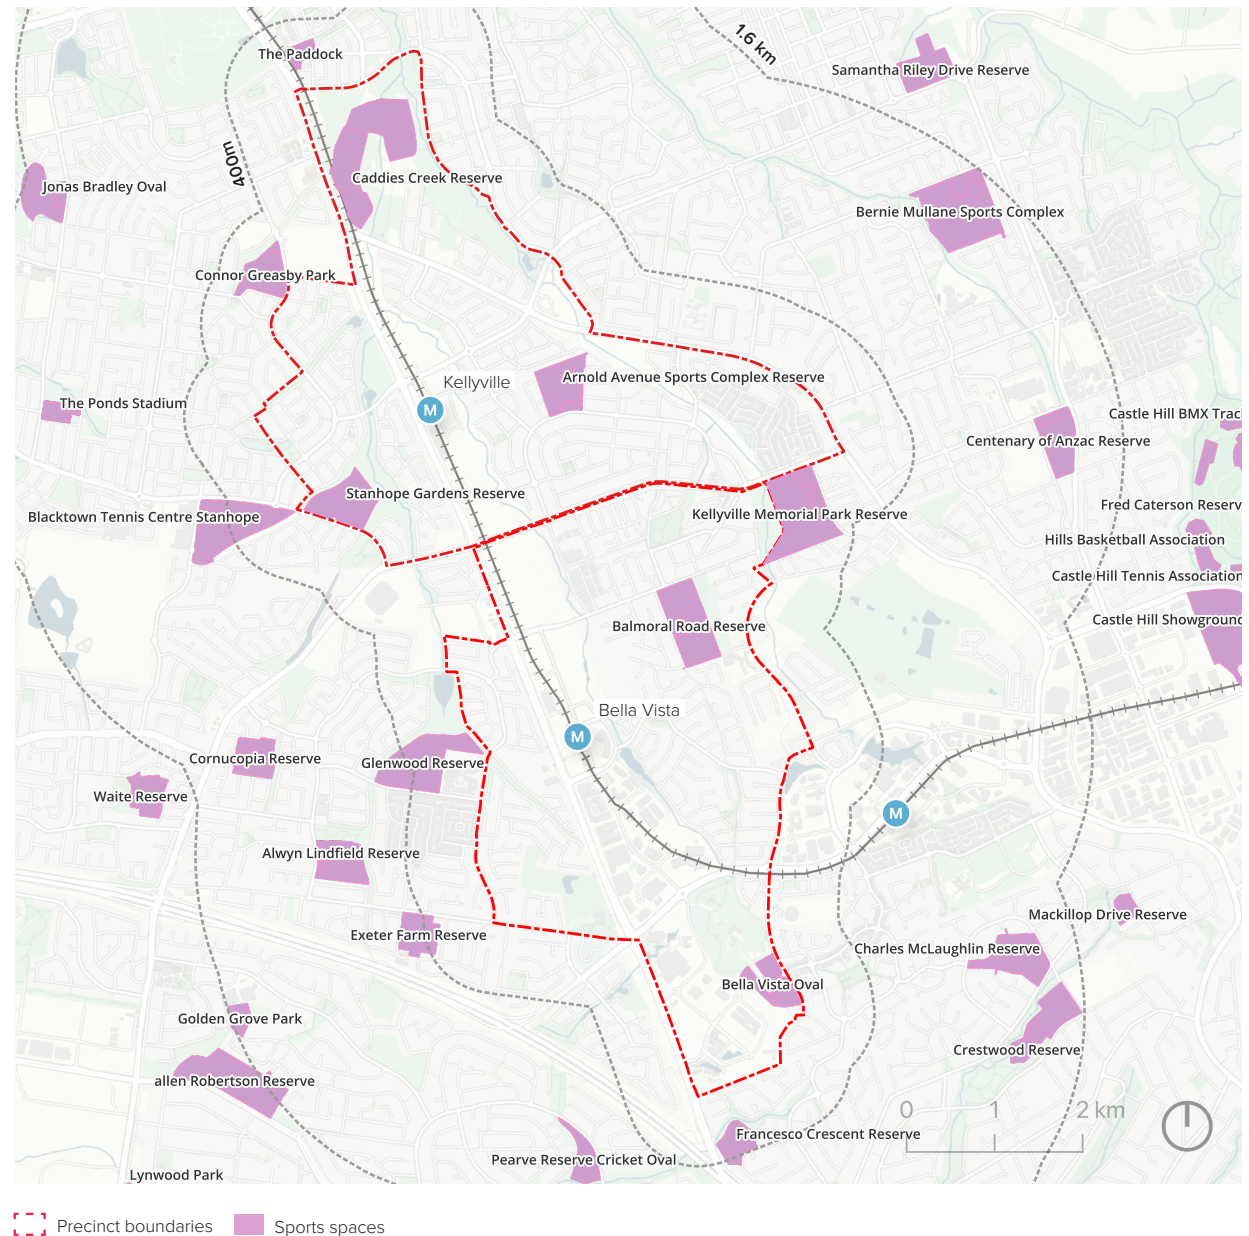 The Paddock
1.6 km
Samantha Riley Drive Reserve
400m
Jonas Bradley Oval
Caddies Creek Reserve
Bernie Mullane Sports Complex
Connor Greasby Park
Kellyville
M
Arnold Avenue Sports Complex Reserve
The Ponds Stadium
Castle Hill BMX Trac
Centenary of Anzac Reserve
Stanhope Gardens Reserve
Blacktown Tennis Centre Stanhope
Kellyville Memorial Park Reserve
Fred Caterson Reserv
Hills Basketball Association
Castle Hill Tennis Association
Castle Hill Showground
Balmoral Road Reserve
Bella Vista
M
Cornucopia Reserve
Glenwood Reserve
Waite Reserve
M
Alwyn Lindfield Reserve
Mackillop Drive Reserve
Exeter Farm Reserve
Charles McLaughlin Reserve
Bella Vista Oval
Golden Grove Park
Crestwood Reserve
allen Robertson Reserve
0 1 2 km
Francesco Crescent Reserve
Pearve Reserve Cricket Oval
Lynwood Park
Precinct boundaries
Sports spaces